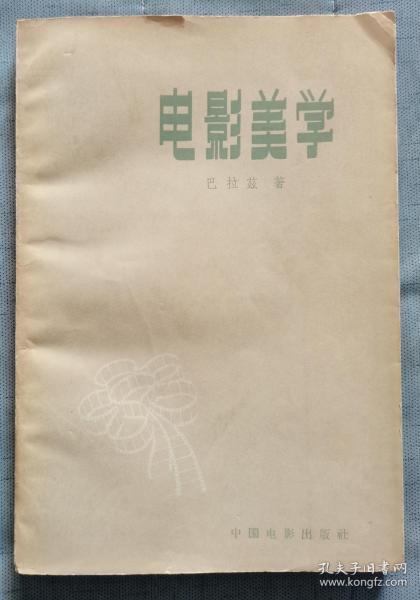 电影美学
巴拉兹 著
中国电影出版社
孔夫子旧书网
www.kongfz.com